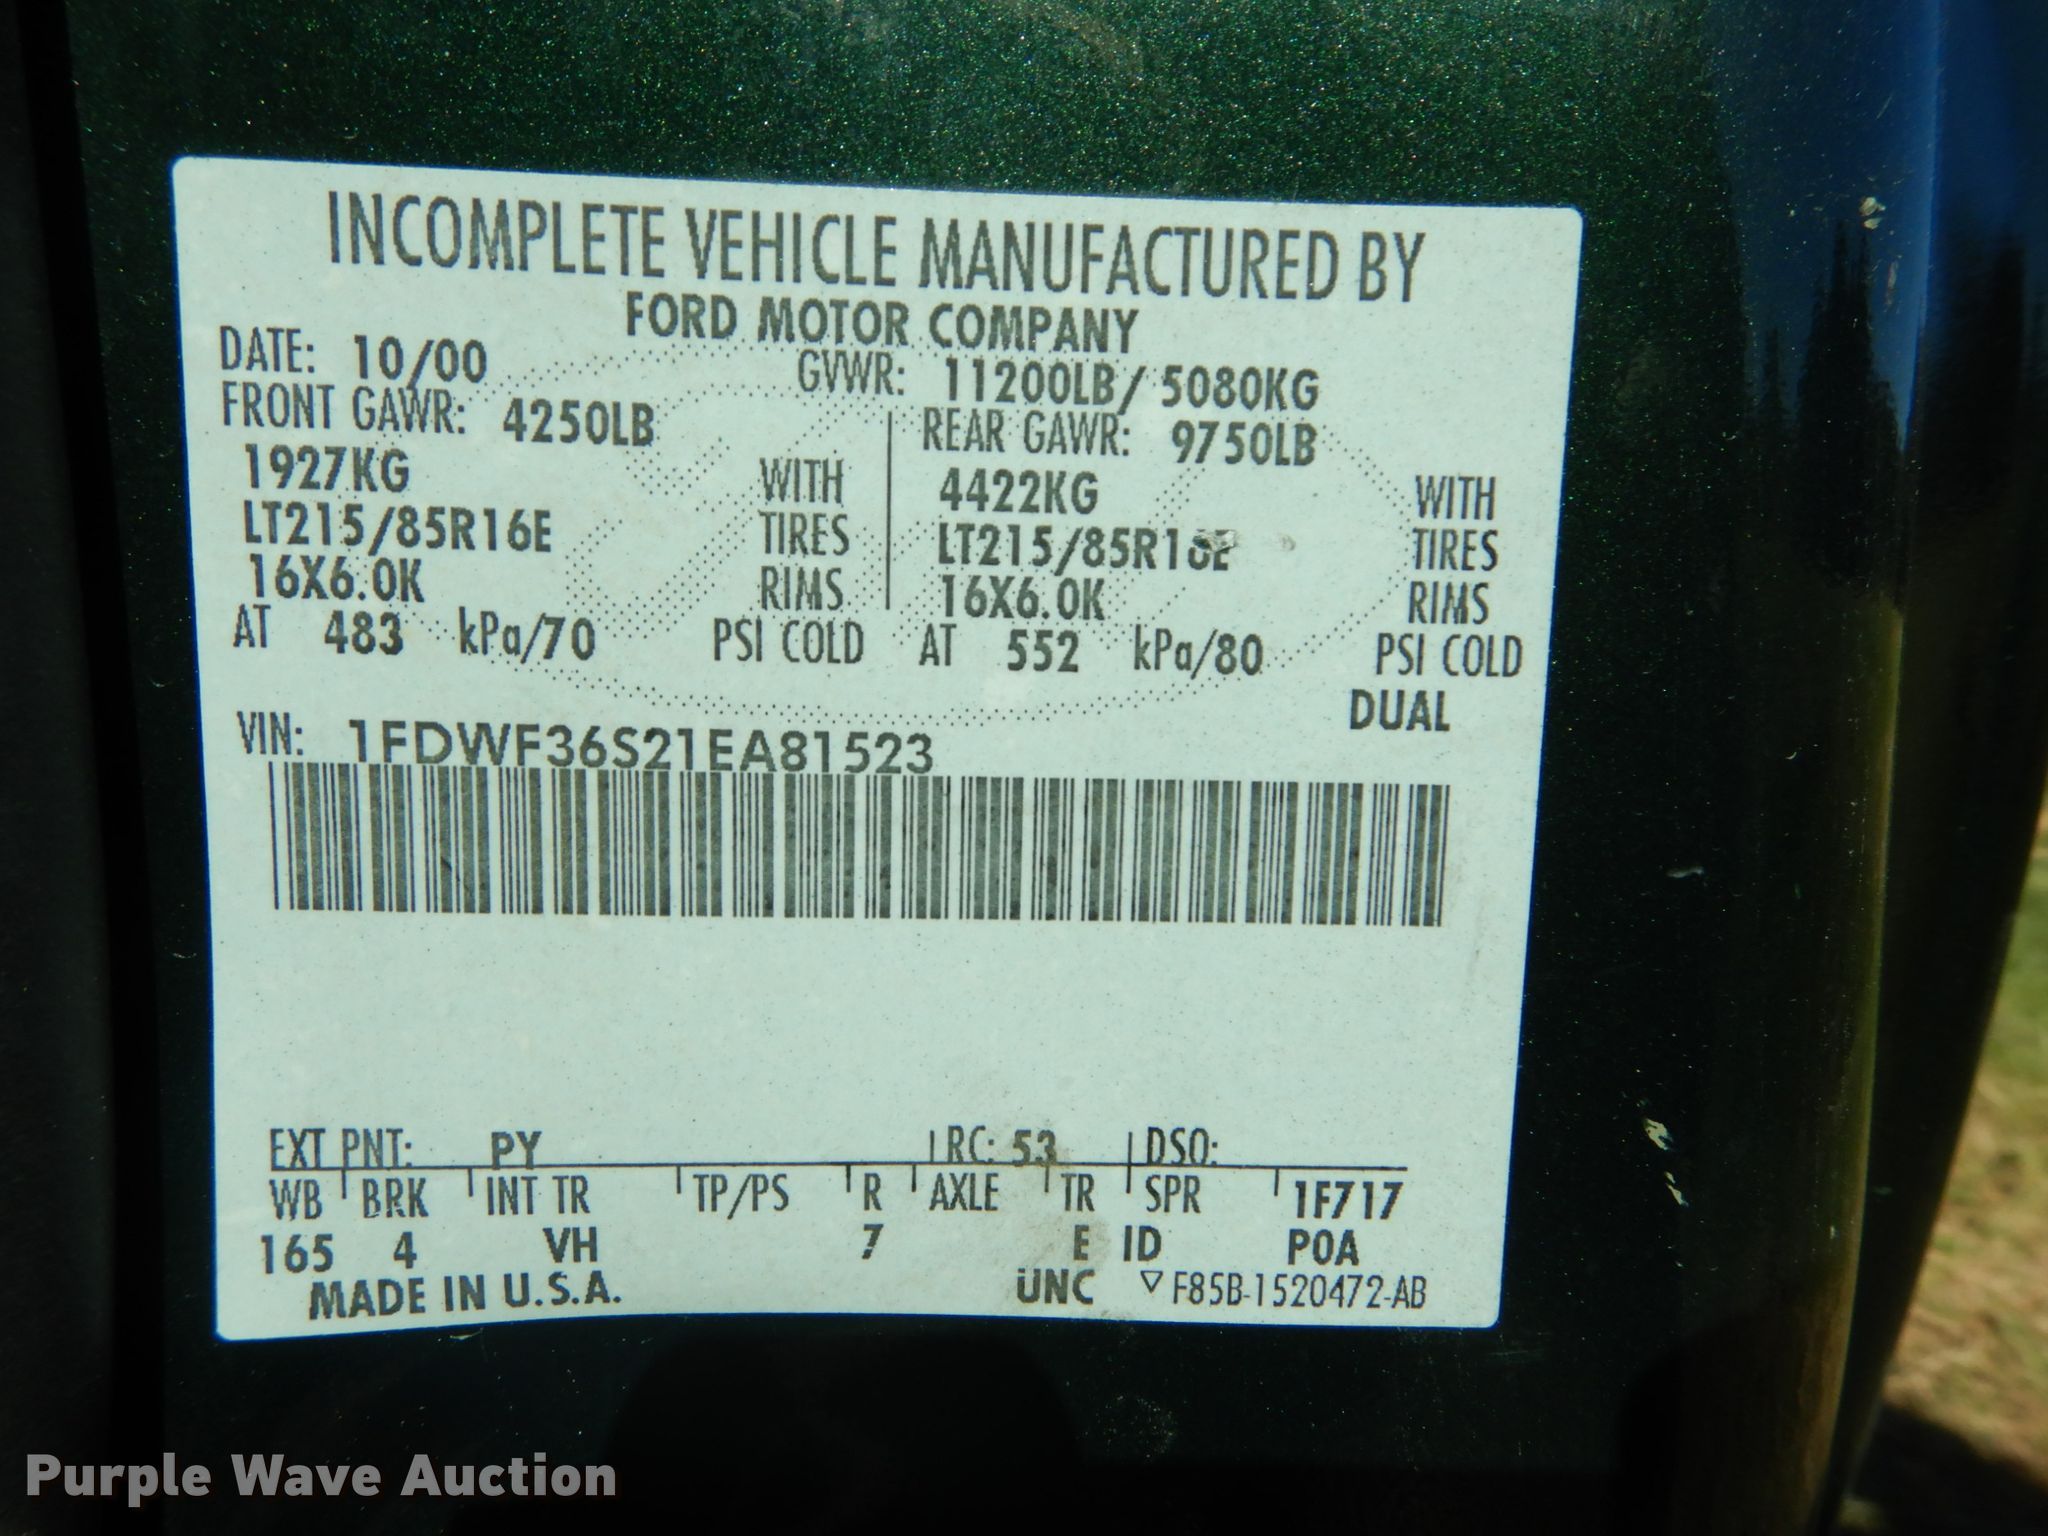 INCOMPLETE VEHICLE MANUFACTURED BY
FORD MOTOR COMPANY
DATE: 10/00 GVWR: 11200LB/ 5080KG
FRONT GAWR: 4250LB REAR GAWR: 9750LB
1927KG WITH 4422KG WITH
LT215/85R16E TIRES LT215/85R16E TIRES
16X6.0K RIMS 16X6.0K RIMS
AT 483 kPa/70 PSI COLD AT 552 kPa/80 PSI COLD
DUAL
VIN: 1FDWF36S21EA81523
EXT PNT: PY RC: 53 DSO:
WB BRK INT TR TP/PS R AXLE TR SPR 1F717
165 4 VH 7 E ID P0A
MADE IN U.S.A. UNC ▽F85B-1520472-AB
Purple Wave Auction